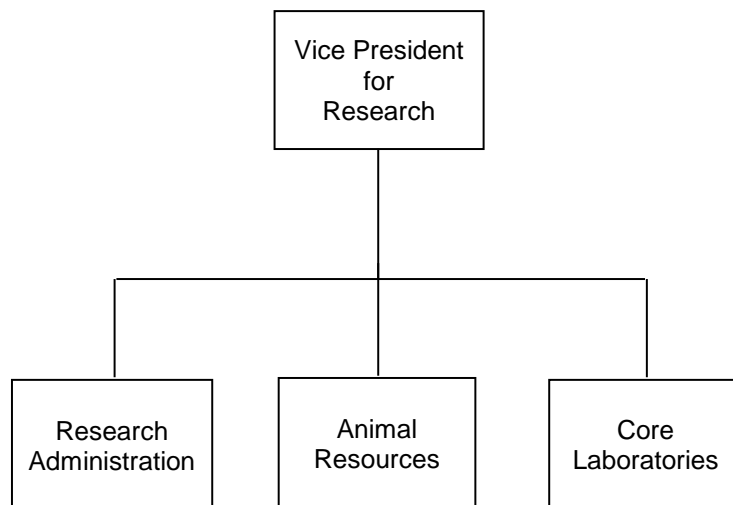 Vice President
for
Research
Research
Administration
Animal
Resources
Core
Laboratories